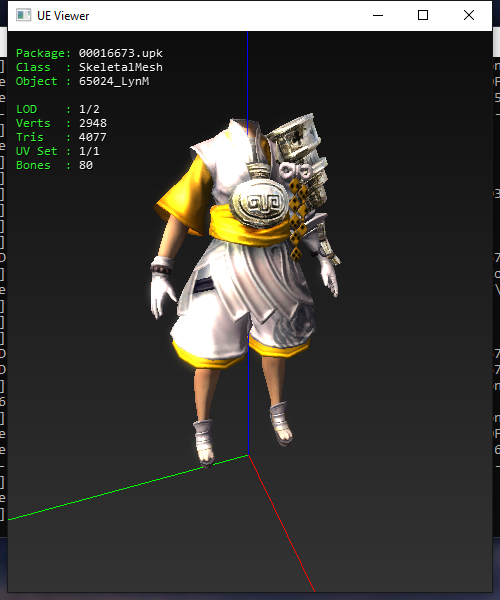 UE Viewer
Package: 00016673.upk
Class  : SkeletalMesh
Object : 65024_LynM
LOD    : 1/2
Verts  : 2948
Tris   : 4077
UV Set : 1/1
Bones  : 80